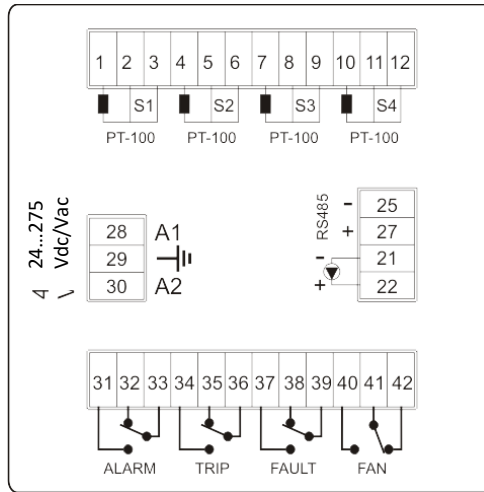 1 2 3 4 5 6 7 8 9 10 11 12
S1 S2 S3 S4
PT-100 PT-100 PT-100 PT-100
24...275
Vdc/Vac
28 A1
29
30 A2
RS485
- 25
+ 27
- 21
+ 22
31 32 33 34 35 36 37 38 39 40 41 42
ALARM TRIP FAULT FAN